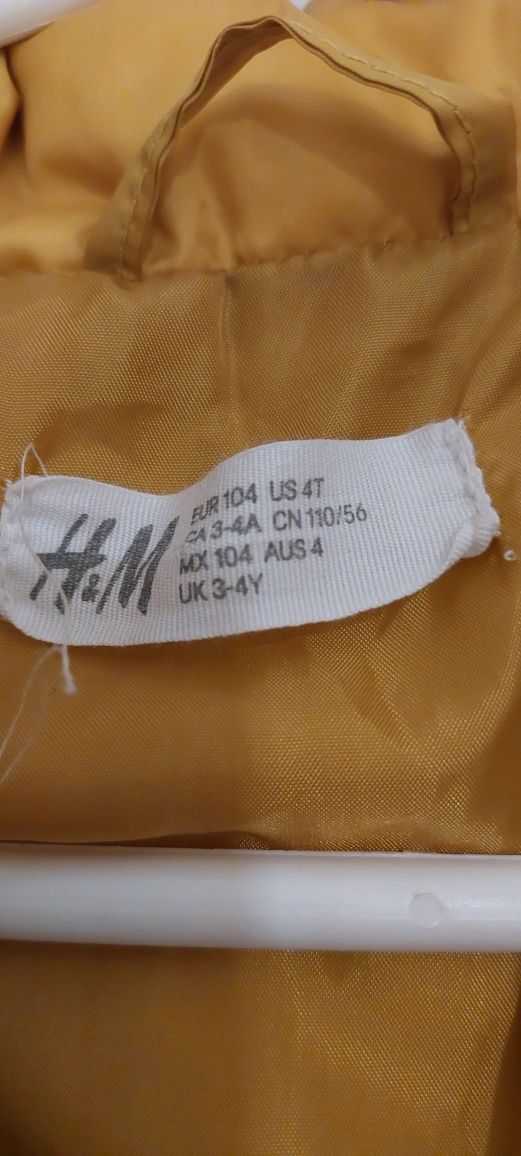 H&M
EUR 104 US 4T
CA 3-4A CN 110/56
MX 104 AUS 4
UK 3-4Y